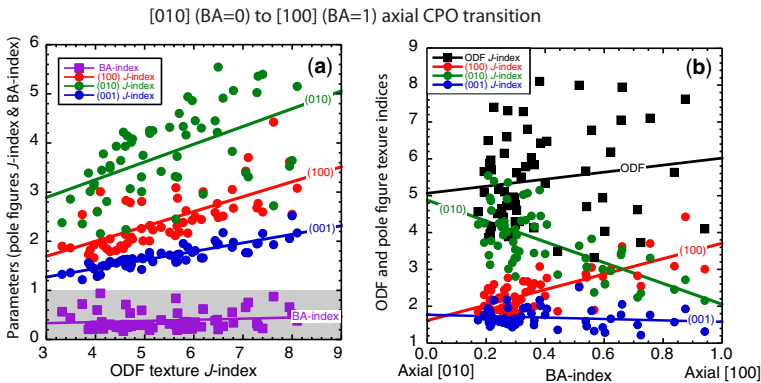 [010] (BA=0) to [100] (BA=1) axial CPO transition
Parameters (pole figures J-index & BA-index)
6
5
4
3
2
1
0
(a)
BA-index
(100) J-index
(010) J-index
(001) J-index
(010)
(100)
(001)
BA-index
3 4 5 6 7 8 9
ODF texture J-index
ODF and pole figure texure indices
9
8
7
6
5
4
3
2
1
(b)
ODF J-index
(100) J-index
(010) J-index
(001) J-index
ODF
(010)
(100)
(001)
0.0 0.2 0.4 0.6 0.8 1.0
Axial [010] BA-index Axial [100]